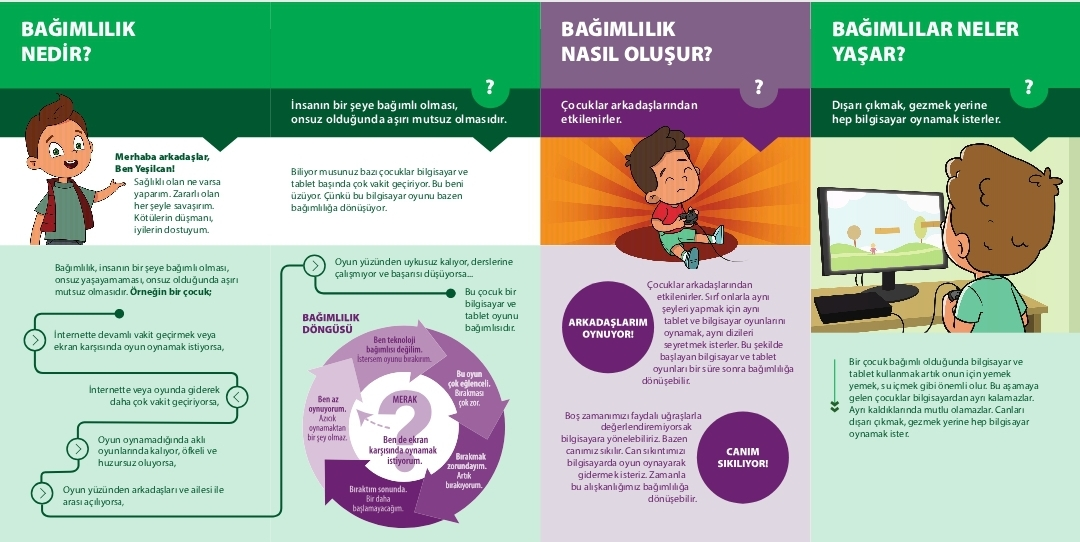 BAĞIMLILIK
NEDİR?
Merhaba arkadaşlar,
Ben Yeşilcan!
Sağlıklı olan ne varsa
yaparım. Zararlı olan
her şeyle savaşırım.
Kötülerin düşmanı,
iyilerin dostuyum.
Bağımlılık, insanın bir şeye bağımlı olması,
onsuz yaşayamaması, onsuz olduğunda aşırı
mutsuz olmasıdır. Örneğin bir çocuk;
İnternette devamlı vakit geçirmek veya
ekran karşısında oyun oynamak istiyorsa,
İnternette veya oyunda giderek
daha çok vakit geçiriyorsa,
Oyun oynamadığında aklı
oyunlarında kalıyor, öfkeli ve
huzursuz oluyorsa,
Oyun yüzünden arkadaşları ve ailesi ile
arası açılıyorsa,
?
İnsanın bir şeye bağımlı olması,
onsuz olduğunda aşırı mutsuz olmasıdır.
Biliyor musunuz bazı çocuklar bilgisayar ve
tablet başında çok vakit geçiriyor. Bu beni
üzüyor. Çünkü bu bilgisayar oyunu bazen
bağımlılığa dönüşüyor.
Oyun yüzünden uykusuz kalıyor, derslerine
çalışmıyor ve başarısı düşüyorsa...
Bu çocuk bir
bilgisayar ve
tablet oyunu
bağımlısıdır.
BAĞIMLILIK
DÖNGÜSÜ
Ben teknoloji
bağımlısı değilim.
İstersem oyunu bırakırım.
Bu oyun
çok eğlenceli.
Bırakması
çok zor.
Bırakmak
zorundayım.
Artık
bırakıyorum.
Bıraktım sonunda.
Bir daha
başlamayacağım.
Ben az
oynuyorum.
Azıcık
oynamaktan
bir şey olmaz.
MERAK
?
Ben de ekran
karşısında oynamak
istiyorum.
BAĞIMLILIK
NASIL OLUŞUR?
?
Çocuklar arkadaşlarından
etkilenirler.
ARKADAŞLARIM
OYNUYOR!
Çocuklar arkadaşlarından
etkilenirler. Sırf onlarla aynı
şeyleri yapmak için aynı
tablet ve bilgisayar oyunlarını
oynamak, aynı dizileri
seyretmek isterler. Bu şekilde
başlayan bilgisayar ve tablet
oyunları bir süre sonra bağımlılığa
dönüşebilir.
Boş zamanımızı faydalı uğraşlarla
değerlendiremiyorsak
bilgisayara yönelebiliriz. Bazen
canımız sıkılır. Can sıkıntımızı
bilgisayarda oyun oynayarak
gidermek isteriz. Zamanla
bu alışkanlığımız bağımlılığa
dönüşebilir.
CANIM
SIKILIYOR!
BAĞIMLILAR NELER
YAŞAR?
?
Dışarı çıkmak, gezmek yerine
hep bilgisayar oynamak isterler.
Bir çocuk bağımlı olduğunda bilgisayar ve
tablet kullanmak artık onun için yemek
yemek, su içmek gibi önemli olur. Bu aşamaya
gelen çocuklar bilgisayardan ayrı kalamazlar.
Ayrı kaldıklarında mutlu olamazlar. Canları
dışarı çıkmak, gezmek yerine hep bilgisayar
oynamak ister.